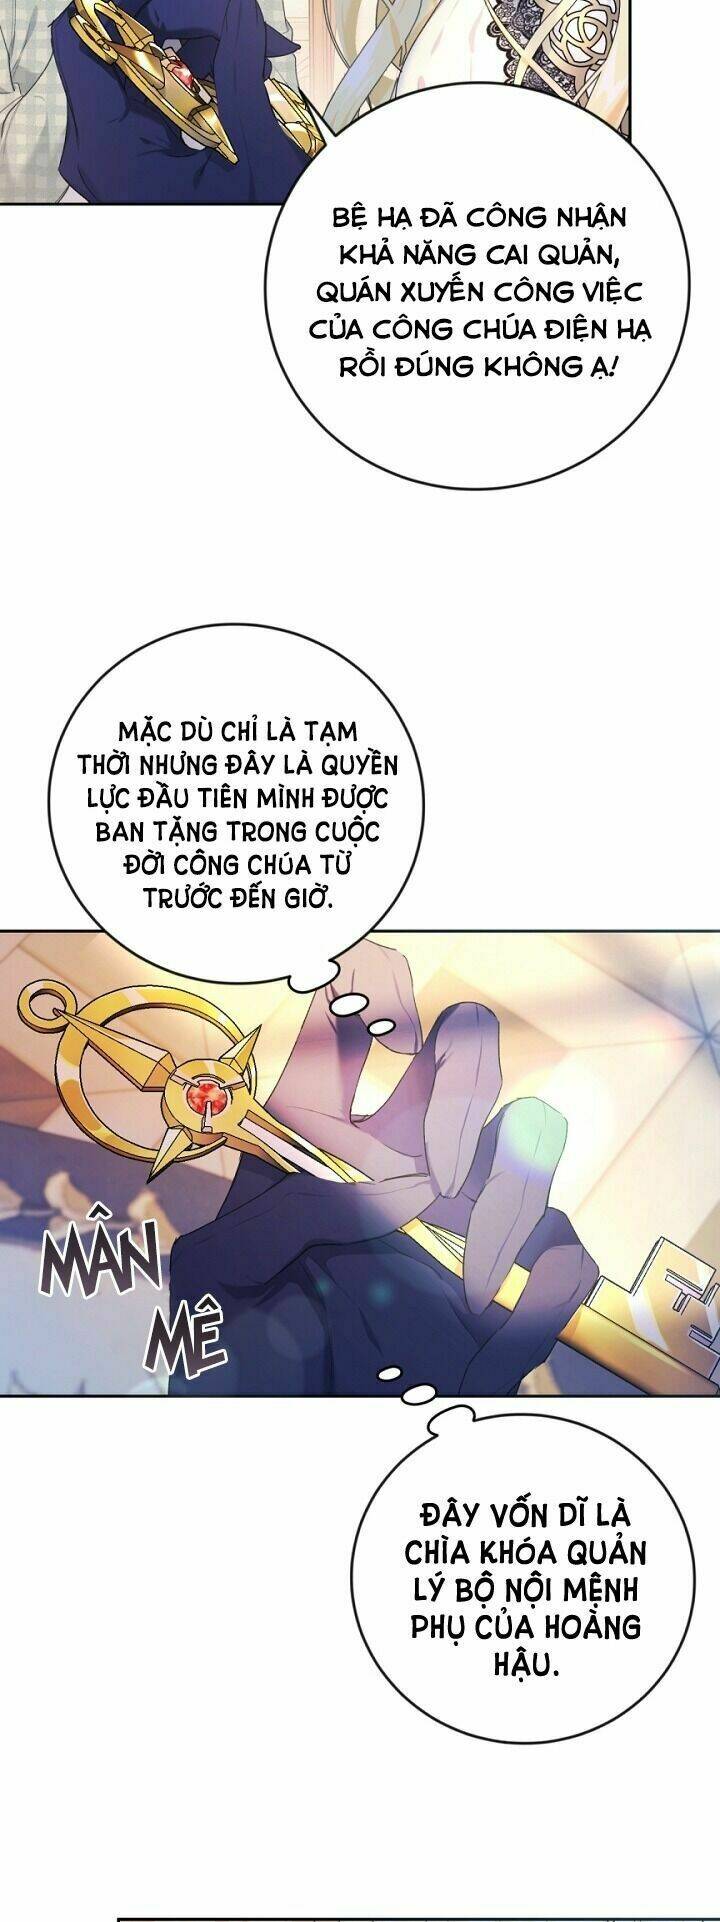 BỆ HẠ ĐÃ CÔNG NHẬN
KHẢ NĂNG CAI QUẢN,
QUÁN XUYẾN CÔNG VIỆC
CỦA CÔNG CHÚA ĐIỆN HẠ
RỒI ĐÚNG KHÔNG Ạ!
MẶC DÙ CHỈ LÀ TẠM
THỜI NHƯNG ĐÂY LÀ QUYỀN
LỰC ĐẦU TIÊN MÌNH ĐƯỢC
BAN TẶNG TRONG CUỘC
ĐỜI CÔNG CHÚA TỪ
TRƯỚC ĐẾN GIỜ.
MÂN
MÊ
ĐÂY VỐN DĨ LÀ
CHÌA KHÓA QUẢN
LÝ BỘ NỘI MỆNH
PHỤ CỦA HOÀNG
HẬU.